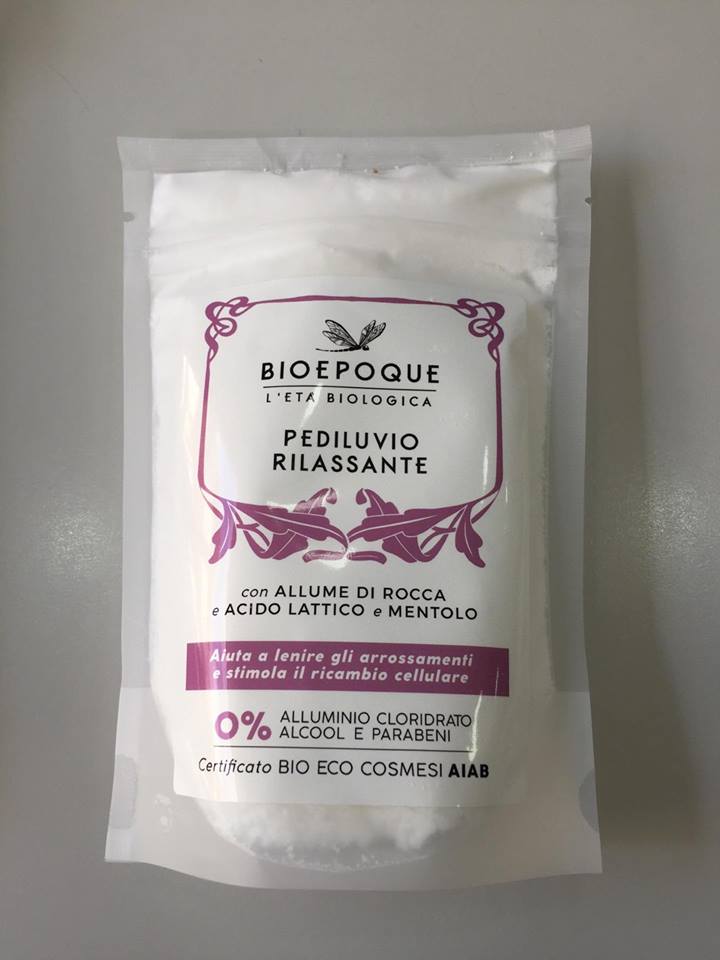 BIOEPOQUE
L'ETÀ BIOLOGICA
PEDILUVIO
RILASSANTE
con ALLUME DI ROCCA
e ACIDO LATTICO e MENTOLO
Aiuta a lenire gli arrossamenti
e stimola il ricambio cellulare
0% ALLUMINIO CLORIDRATO
ALCOOL E PARABENI
Certificato BIO ECO COSMESI AIAB